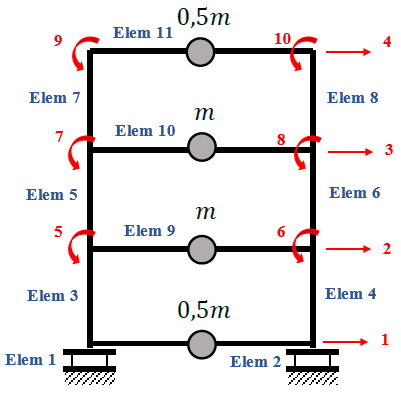 0,5m
9 Elem 11 10 4
Elem 7 Elem 8
m
7 Elem 10 8 3
Elem 5 Elem 6
m
5 Elem 9 6 2
Elem 3 Elem 4
0,5m
1
Elem 1 Elem 2